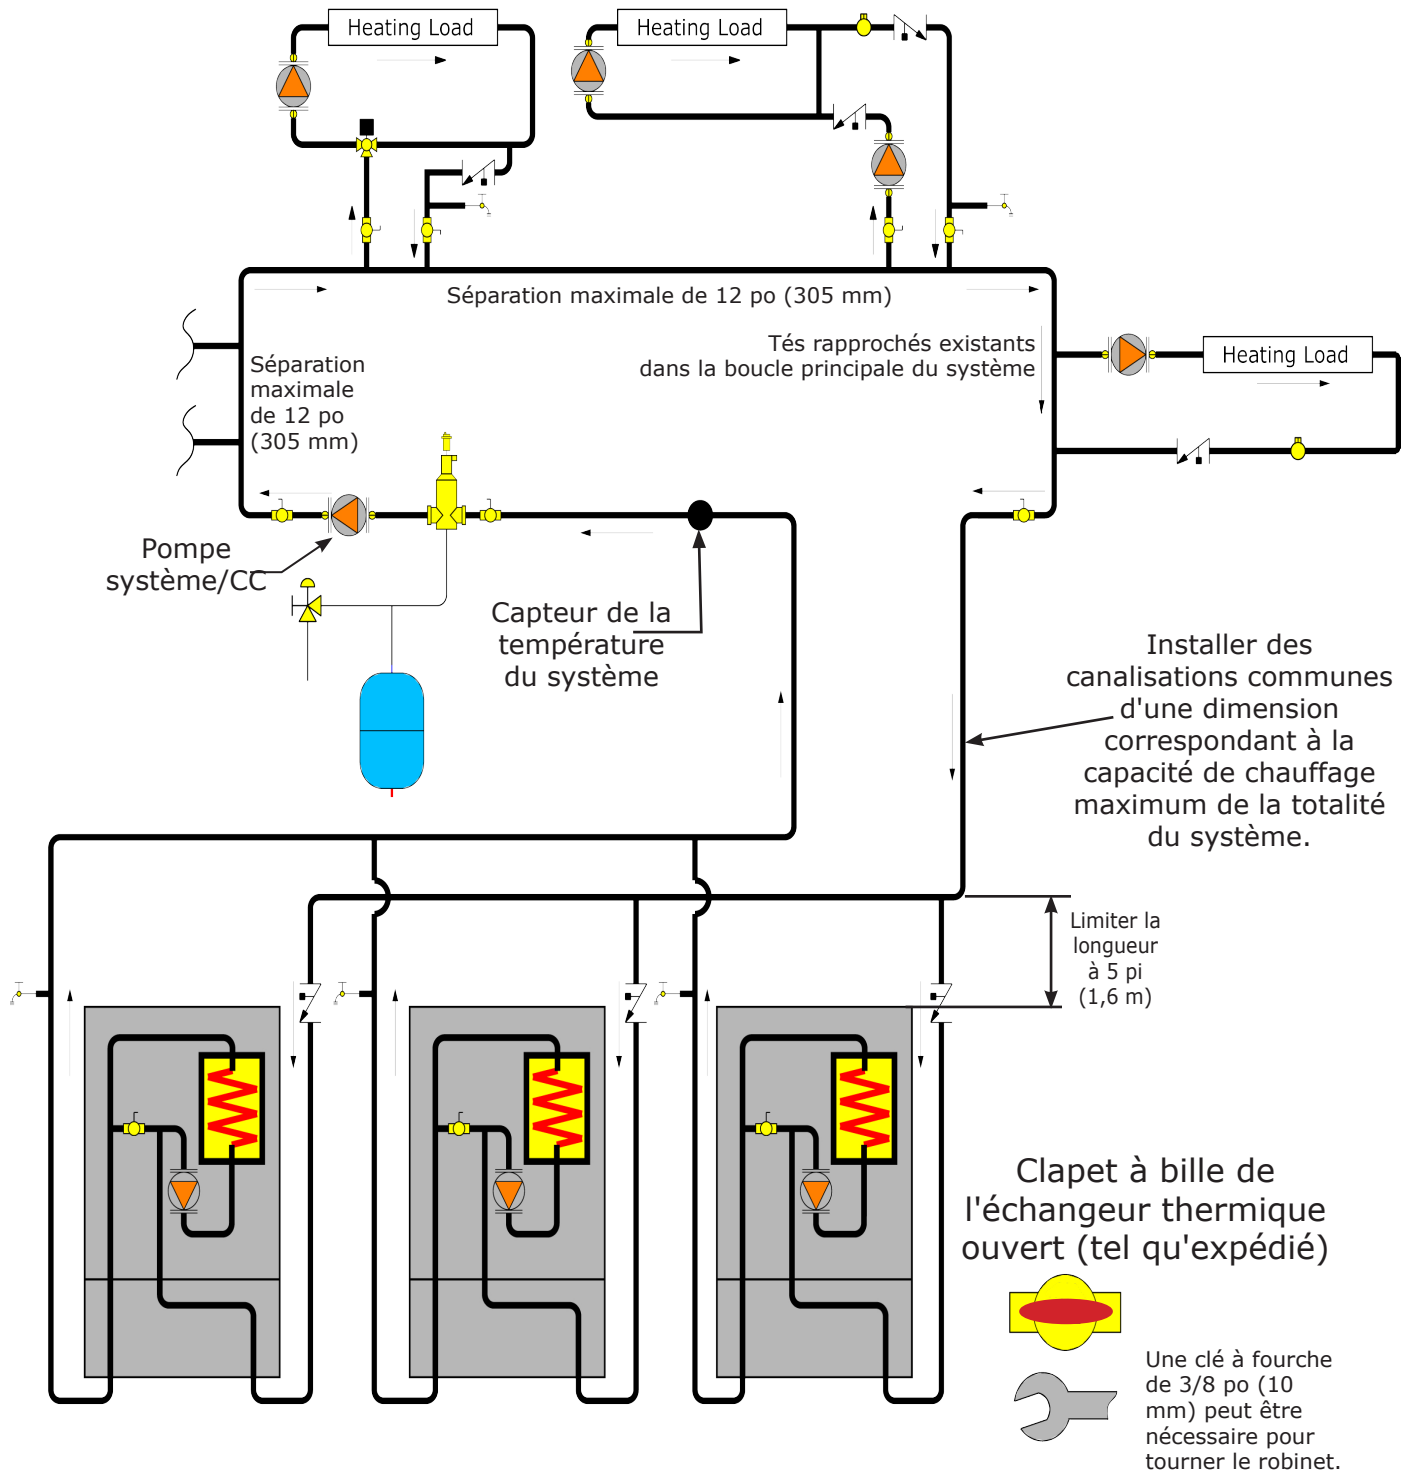 Heating Load
Heating Load
Séparation maximale de 12 po (305 mm)
Tés rapprochés existants
dans la boucle principale du système
Heating Load
Séparation
maximale
de 12 po
(305 mm)
Pompe
système/CC
Capteur de la
température
du système
Installer des
canalisations communes
d'une dimension
correspondant à la
capacité de chauffage
maximum de la totalité
du système.
Limiter la
longueur
à 5 pi
(1,6 m)
Clapet à bille de
l'échangeur thermique
ouvert (tel qu'expédié)
Une clé à fourche
de 3/8 po (10
mm) peut être
nécessaire pour
tourner le robinet.